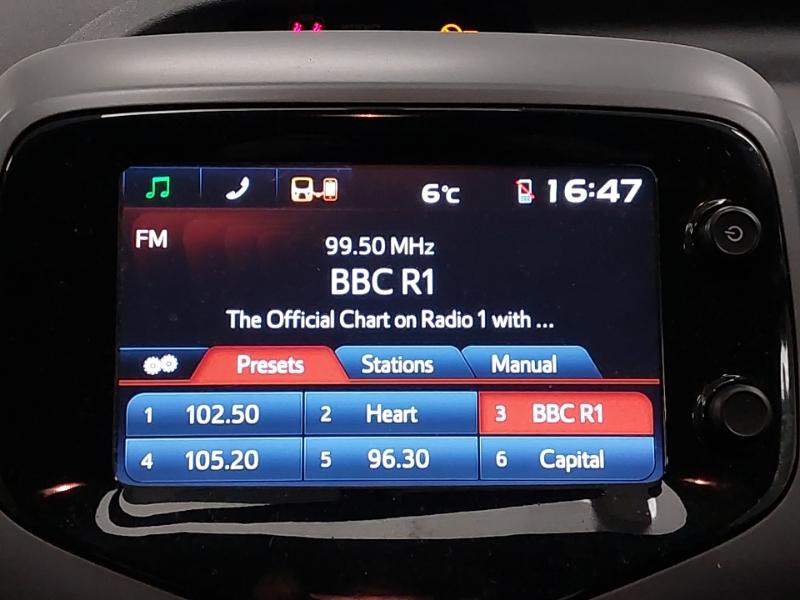 6°C 16:47
FM
99.50 MHz
BBC R1
The Official Chart on Radio 1 with ...
Presets Stations Manual
1 102.50 2 Heart 3 BBC R1
4 105.20 5 96.30 6 Capital